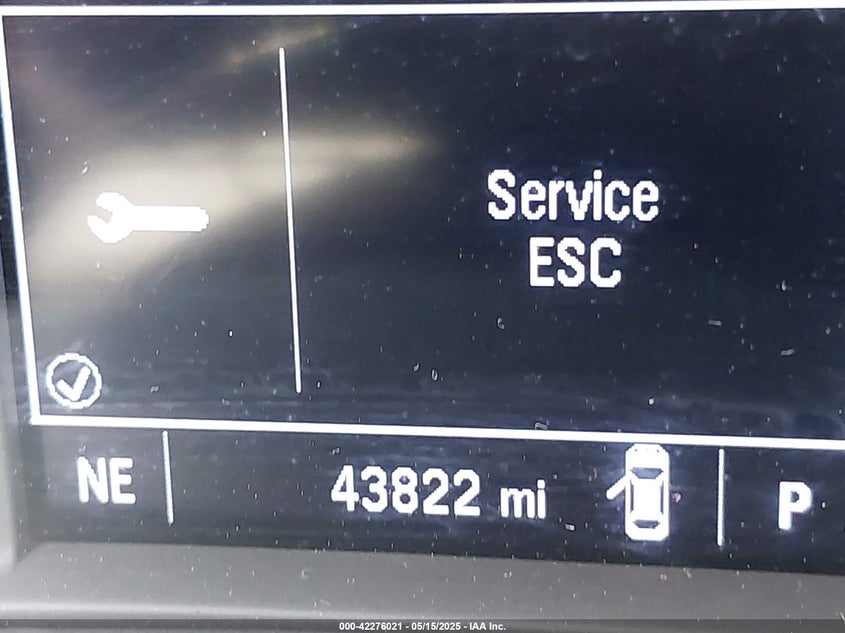 Service
ESC
NE
43822 mi
P
000-42276021 - 05/15/2025 - IAA Inc.